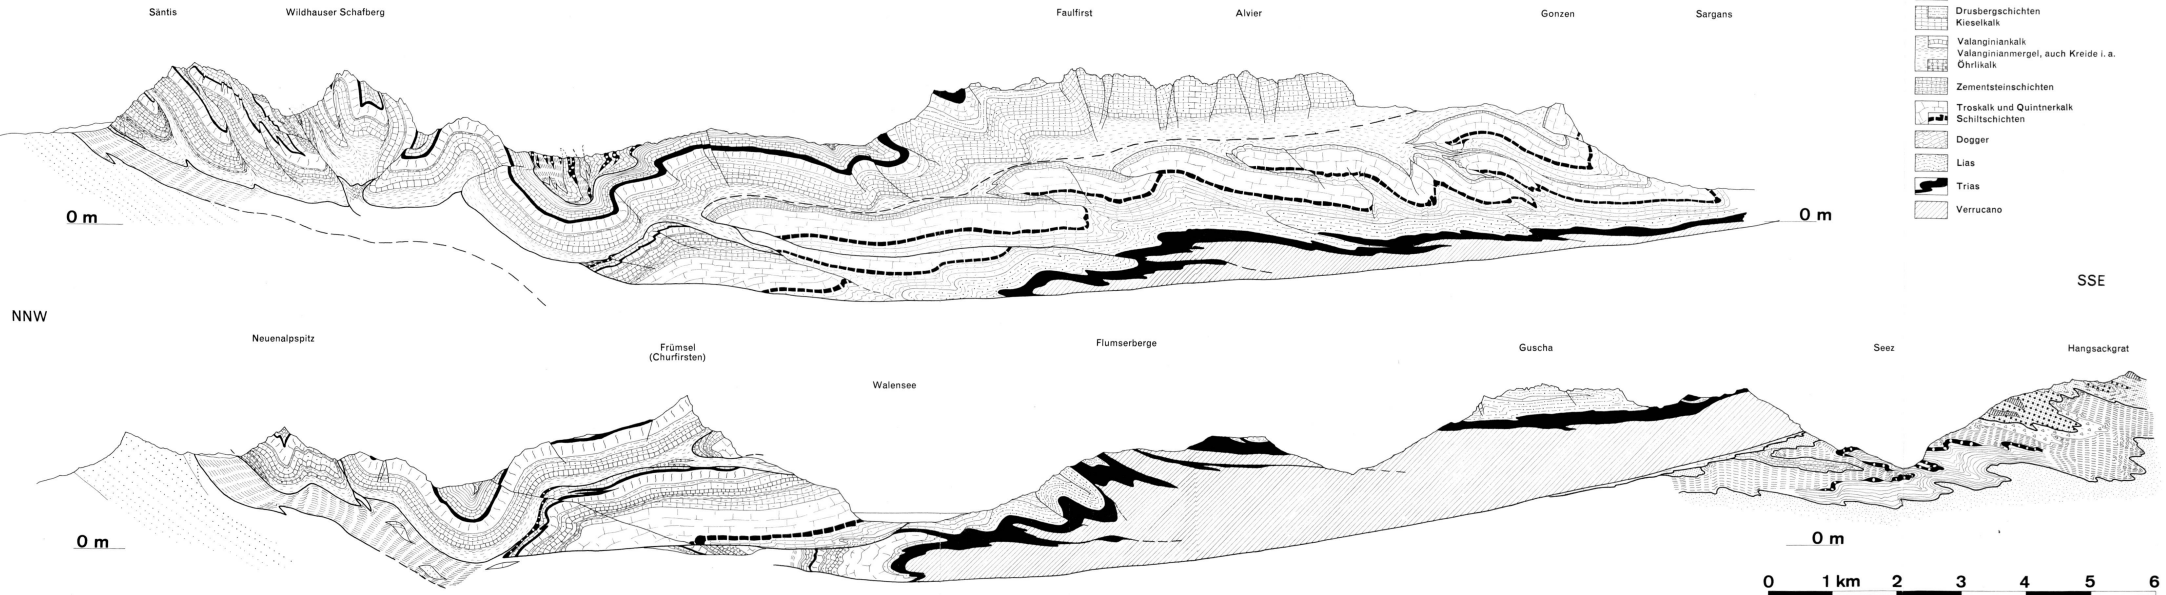 Säntis
Wildhauser Schafberg
Faulfirst
Alvier
Gonzen
Sargans
Drusbergschichten
Kieselkalk
Valanginiankalk
Valanginianmergel, auch Kreide i. a.
Öhrlikalk
Zementsteinschichten
Troskalk und Quintnerkalk
Schiltschichten
Dogger
Lias
Trias
Verrucano
0 m
0 m
SSE
NNW
Neuenalpspitz
Frümsel
(Churfirsten)
Walensee
Flumserberge
Guscha
Seez
Hangsackgrat
0 m
0 m
0 1 km 2 3 4 5 6